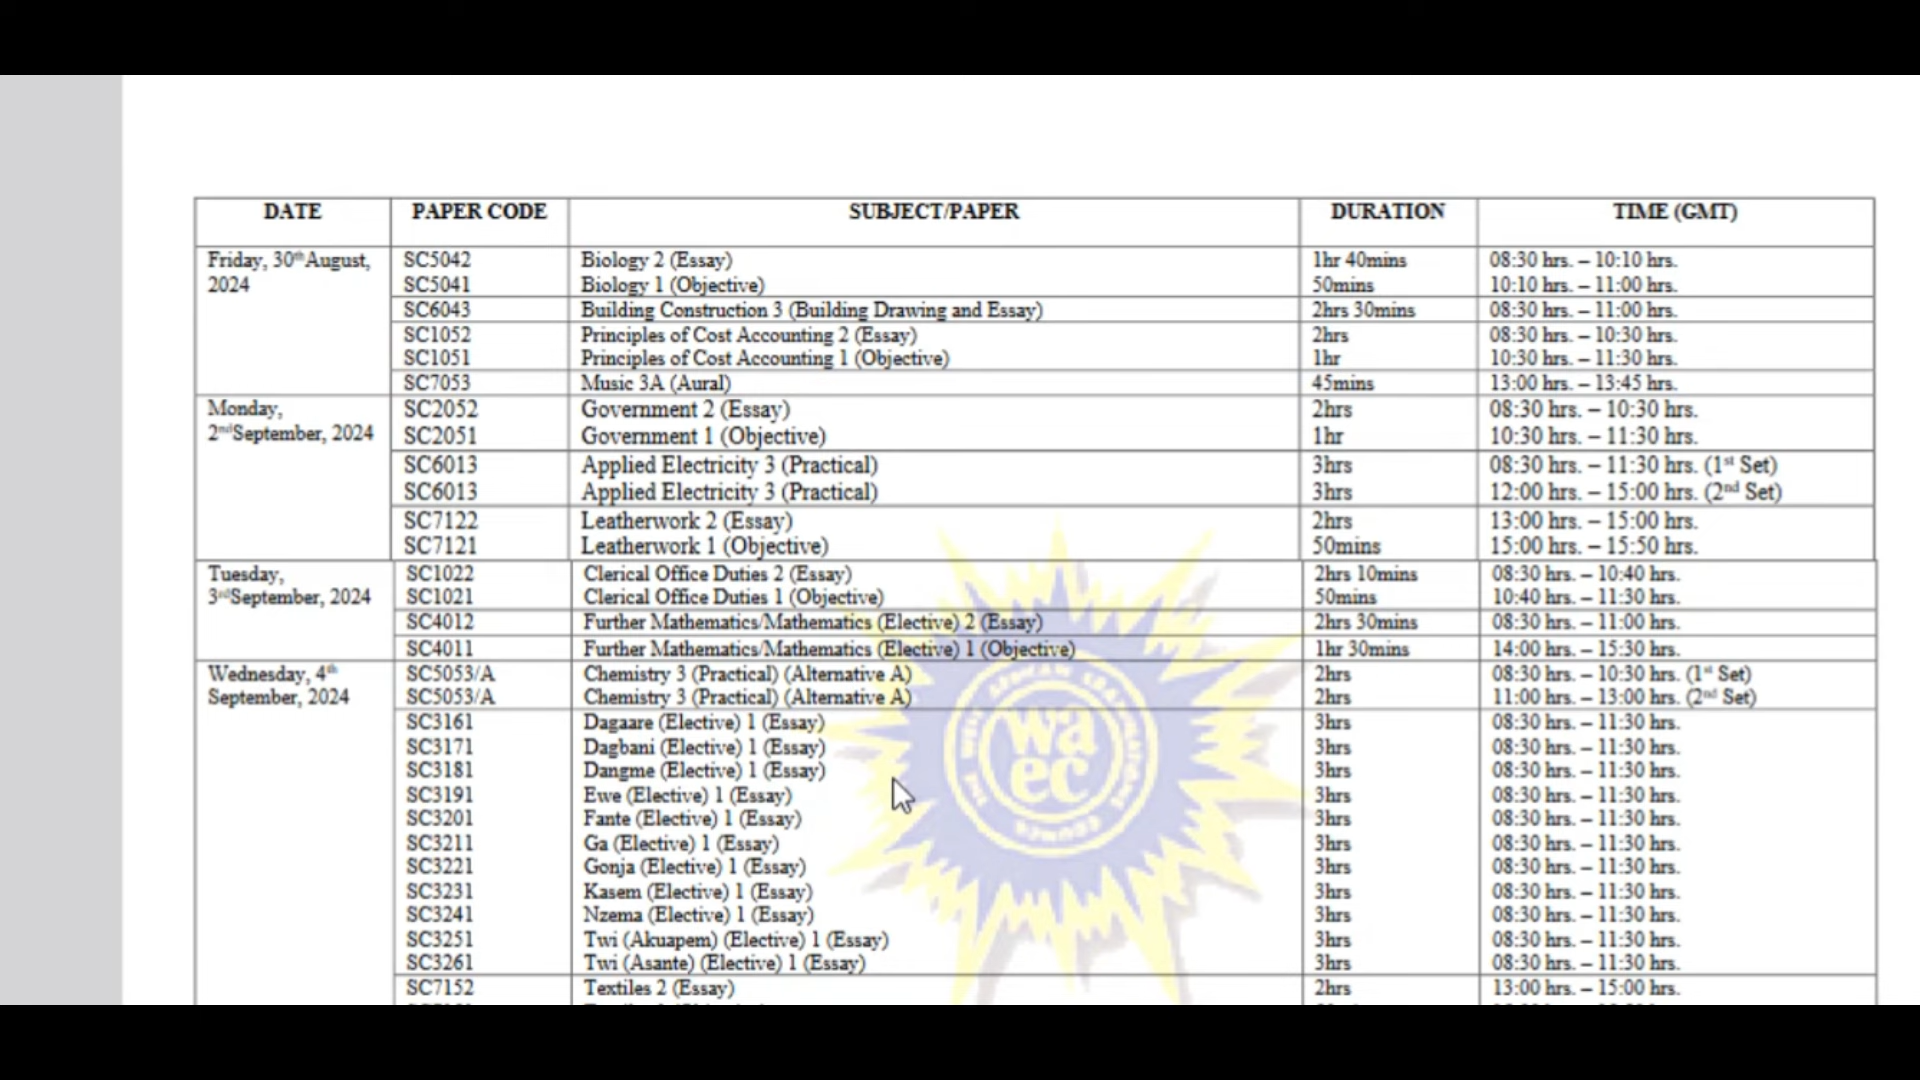 DATE PAPER CODE SUBJECT/PAPER DURATION TIME (GMT)
Friday, 30th August, SC5042 Biology 2 (Essay) 1hr 40mins 08:30 hrs. – 10:10 hrs.
2024 SC5041 Biology 1 (Objective) 50mins 10:10 hrs. – 11:00 hrs.
SC6043 Building Construction 3 (Building Drawing and Essay) 2hrs 30mins 08:30 hrs. – 11:00 hrs.
SC1052 Principles of Cost Accounting 2 (Essay) 2hrs 08:30 hrs. – 10:30 hrs.
SC1051 Principles of Cost Accounting 1 (Objective) 1hr 10:30 hrs. – 11:30 hrs.
SC7053 Music 3A (Aural) 45mins 13:00 hrs. – 13:45 hrs.
Monday, SC2052 Government 2 (Essay) 2hrs 08:30 hrs. – 10:30 hrs.
2nd September, 2024 SC2051 Government 1 (Objective) 1hr 10:30 hrs. – 11:30 hrs.
SC6013 Applied Electricity 3 (Practical) 3hrs 08:30 hrs. – 11:30 hrs. (1st Set)
SC6013 Applied Electricity 3 (Practical) 3hrs 12:00 hrs. – 15:00 hrs. (2nd Set)
SC7122 Leatherwork 2 (Essay) 2hrs 13:00 hrs. – 15:00 hrs.
SC7121 Leatherwork 1 (Objective) 50mins 15:00 hrs. – 15:50 hrs.
Tuesday, SC1022 Clerical Office Duties 2 (Essay) 2hrs 10mins 08:30 hrs. – 10:40 hrs.
3rd September, 2024 SC1021 Clerical Office Duties 1 (Objective) 50mins 10:40 hrs. – 11:30 hrs.
SC4012 Further Mathematics/Mathematics (Elective) 2 (Essay) 2hrs 30mins 08:30 hrs. – 11:00 hrs.
SC4011 Further Mathematics/Mathematics (Elective) 1 (Objective) 1hr 30mins 14:00 hrs. – 15:30 hrs.
Wednesday, 4th SC5053/A Chemistry 3 (Practical) (Alternative A) 2hrs 08:30 hrs. – 10:30 hrs. (1st Set)
September, 2024 SC5053/A Chemistry 3 (Practical) (Alternative A) 2hrs 11:00 hrs. – 13:00 hrs. (2nd Set)
SC3161 Dagaare (Elective) 1 (Essay) 3hrs 08:30 hrs. – 11:30 hrs.
SC3171 Dagbani (Elective) 1 (Essay) 3hrs 08:30 hrs. – 11:30 hrs.
SC3181 Dangme (Elective) 1 (Essay) 3hrs 08:30 hrs. – 11:30 hrs.
SC3191 Ewe (Elective) 1 (Essay) 3hrs 08:30 hrs. – 11:30 hrs.
SC3201 Fante (Elective) 1 (Essay) 3hrs 08:30 hrs. – 11:30 hrs.
SC3211 Ga (Elective) 1 (Essay) 3hrs 08:30 hrs. – 11:30 hrs.
SC3221 Gonja (Elective) 1 (Essay) 3hrs 08:30 hrs. – 11:30 hrs.
SC3231 Kasem (Elective) 1 (Essay) 3hrs 08:30 hrs. – 11:30 hrs.
SC3241 Nzema (Elective) 1 (Essay) 3hrs 08:30 hrs. – 11:30 hrs.
SC3251 Twi (Akuapem) (Elective) 1 (Essay) 3hrs 08:30 hrs. – 11:30 hrs.
SC3261 Twi (Asante) (Elective) 1 (Essay) 3hrs 08:30 hrs. – 11:30 hrs.
SC7152 Textiles 2 (Essay) 2hrs 13:00 hrs. – 15:00 hrs.
wa
ec